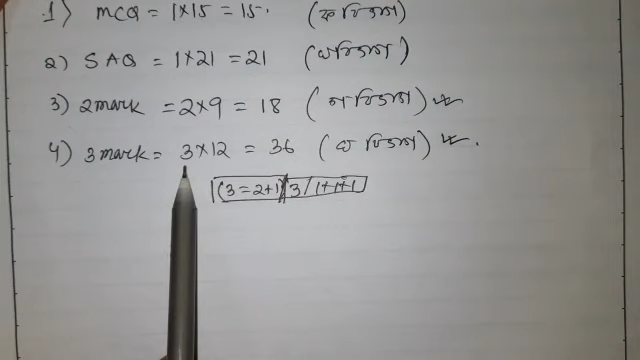 1) MCQ = 1×15 = 15. (ক বিভাগ)
2) SAQ = 1×21 = 21 (খ বিভাগ)
3) 2mark = 2×9 = 18 (গ বিভাগ)
4) 3mark = 3×12 = 36 (ঘ বিভাগ)
(3 = 2+1) 3/1+1+1